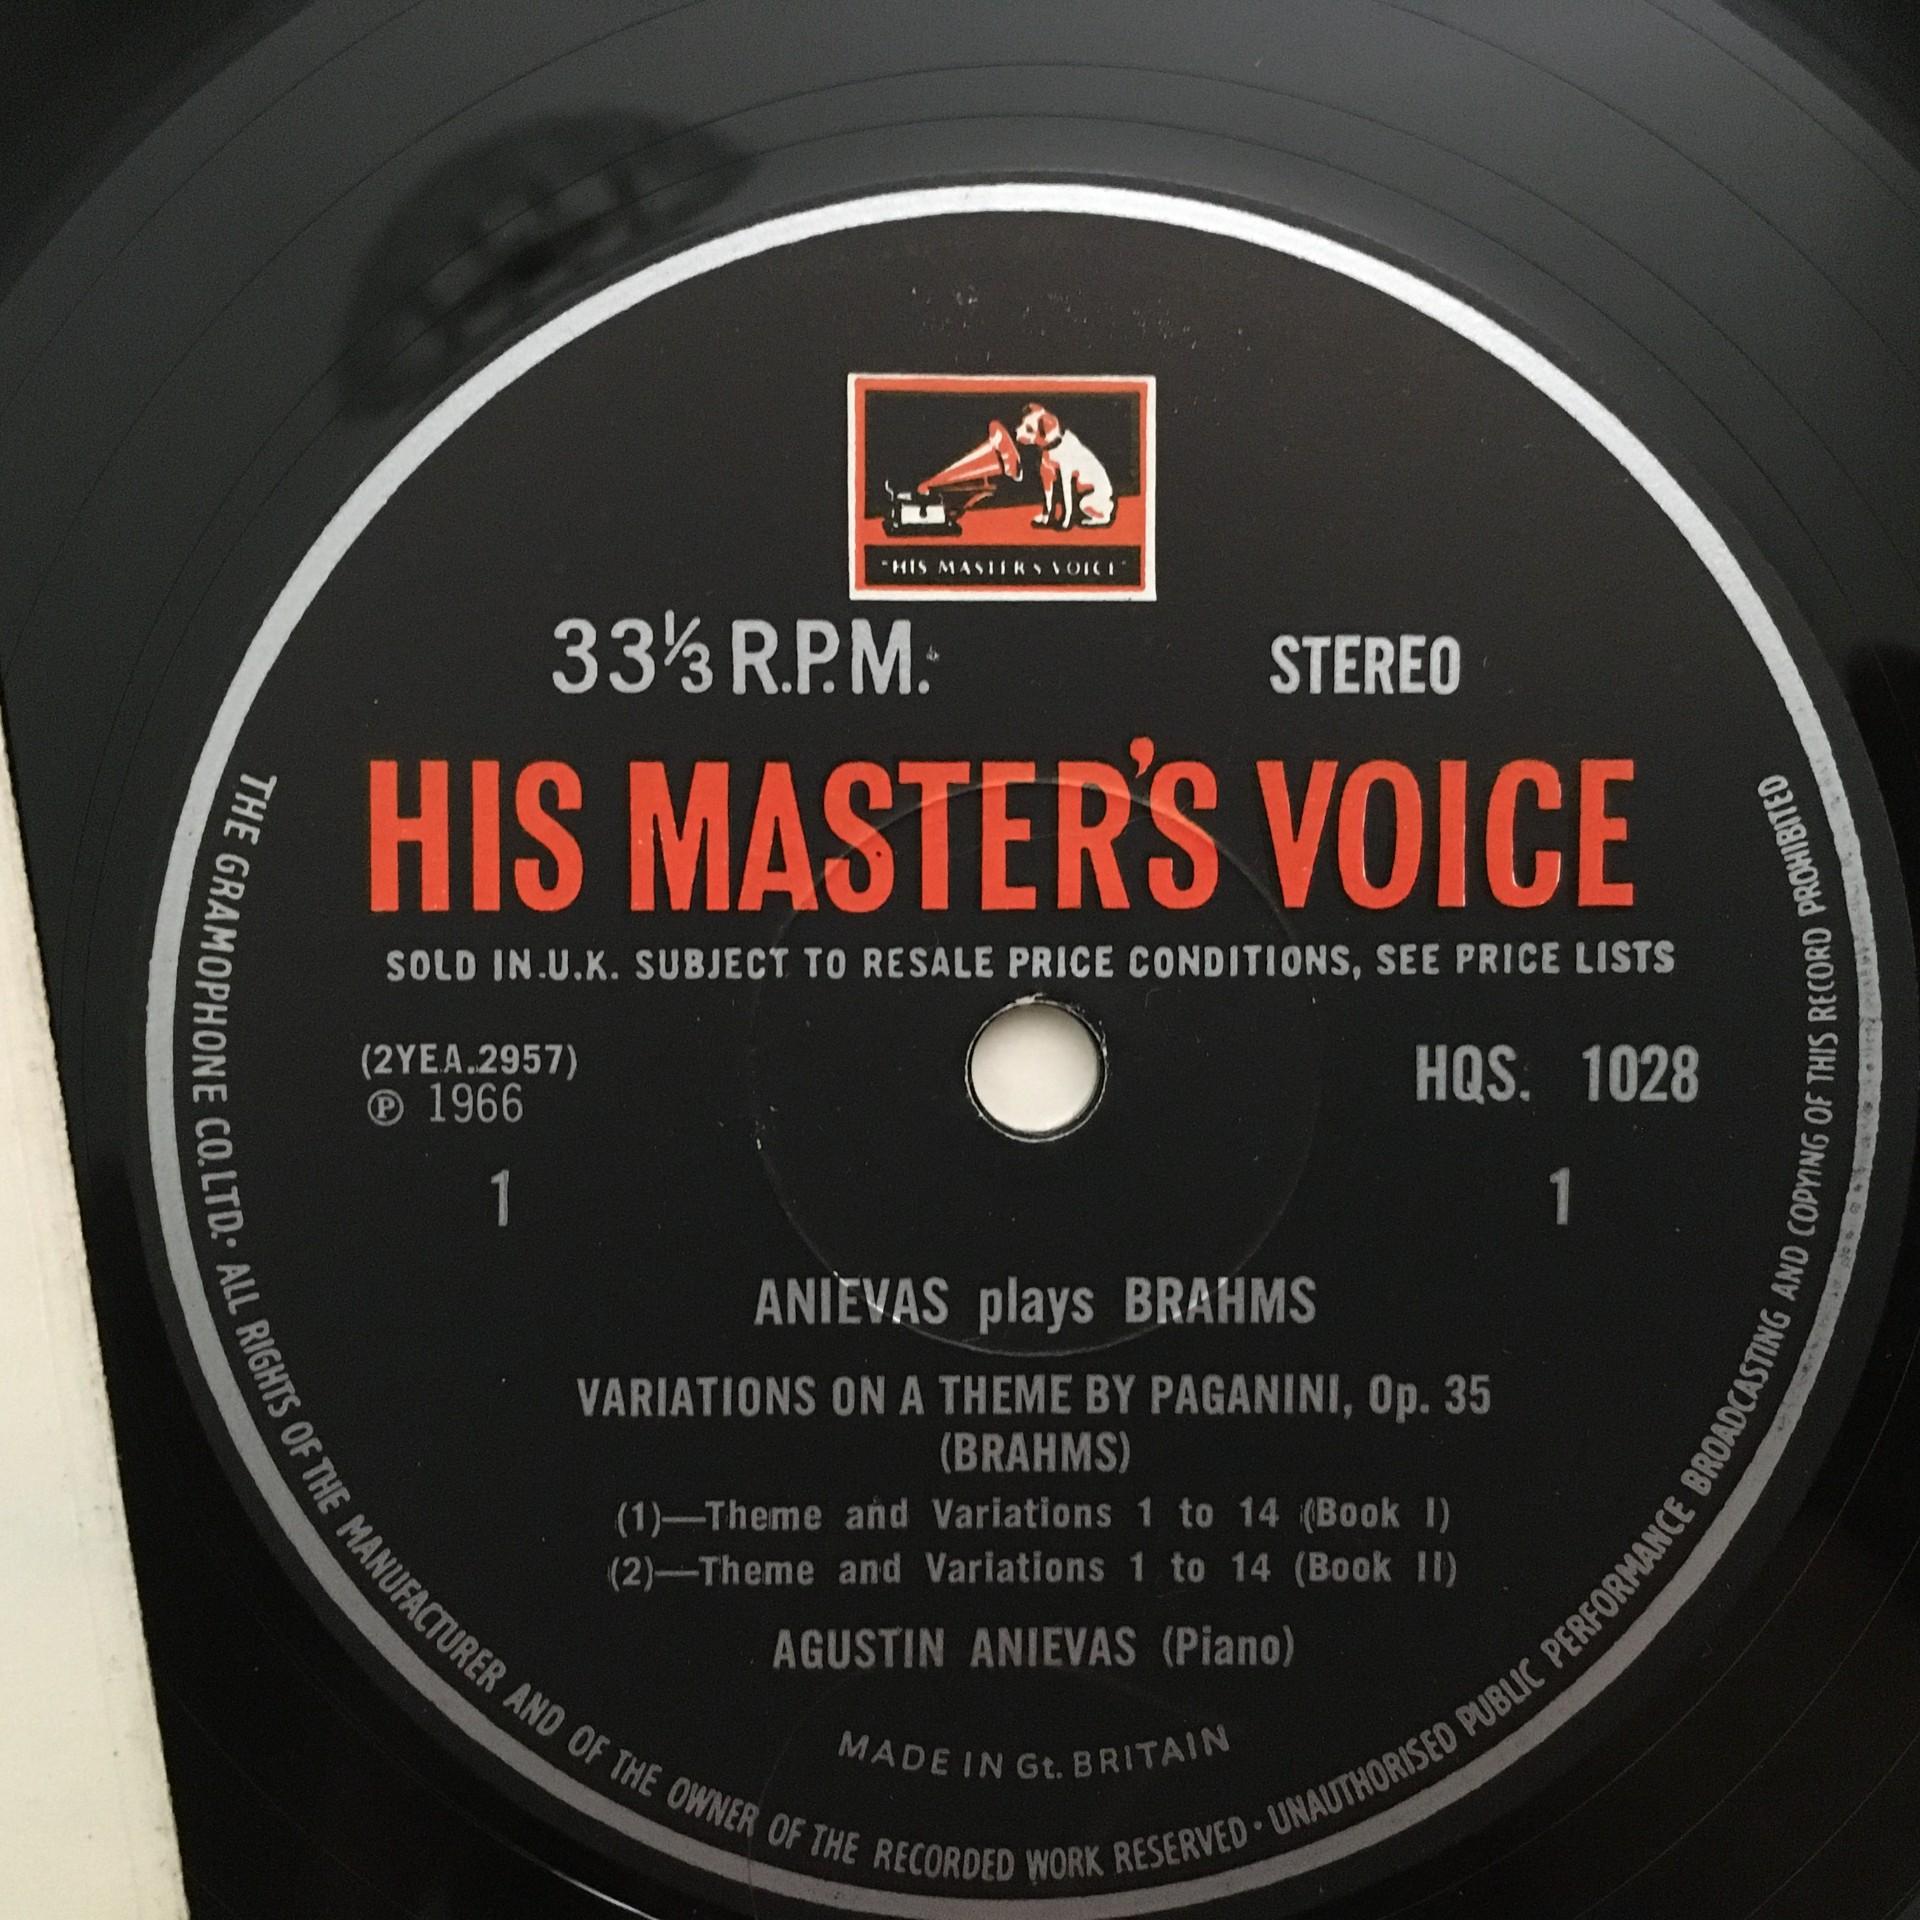 "HIS MASTER'S VOICE"
33⅓ R.P.M. STEREO
HIS MASTER'S VOICE
SOLD IN.U.K. SUBJECT TO RESALE PRICE CONDITIONS, SEE PRICE LISTS
(2YEA.2957) HQS. 1028
℗ 1966
1 1
ANIEVAS plays BRAHMS
VARIATIONS ON A THEME BY PAGANINI, Op. 35
(BRAHMS)
(1)—Theme and Variations 1 to 14 (Book I)
(2)—Theme and Variations 1 to 14 (Book II)
AGUSTIN ANIEVAS (Piano)
MADE IN Gt. BRITAIN
THE GRAMOPHONE CO.LTD.• ALL RIGHTS OF THE MANUFACTURER AND OF THE OWNER OF THE RECORDED WORK RESERVED • UNAUTHORISED PUBLIC PERFORMANCE BROADCASTING AND COPYING OF THIS RECORD PROHIBITED